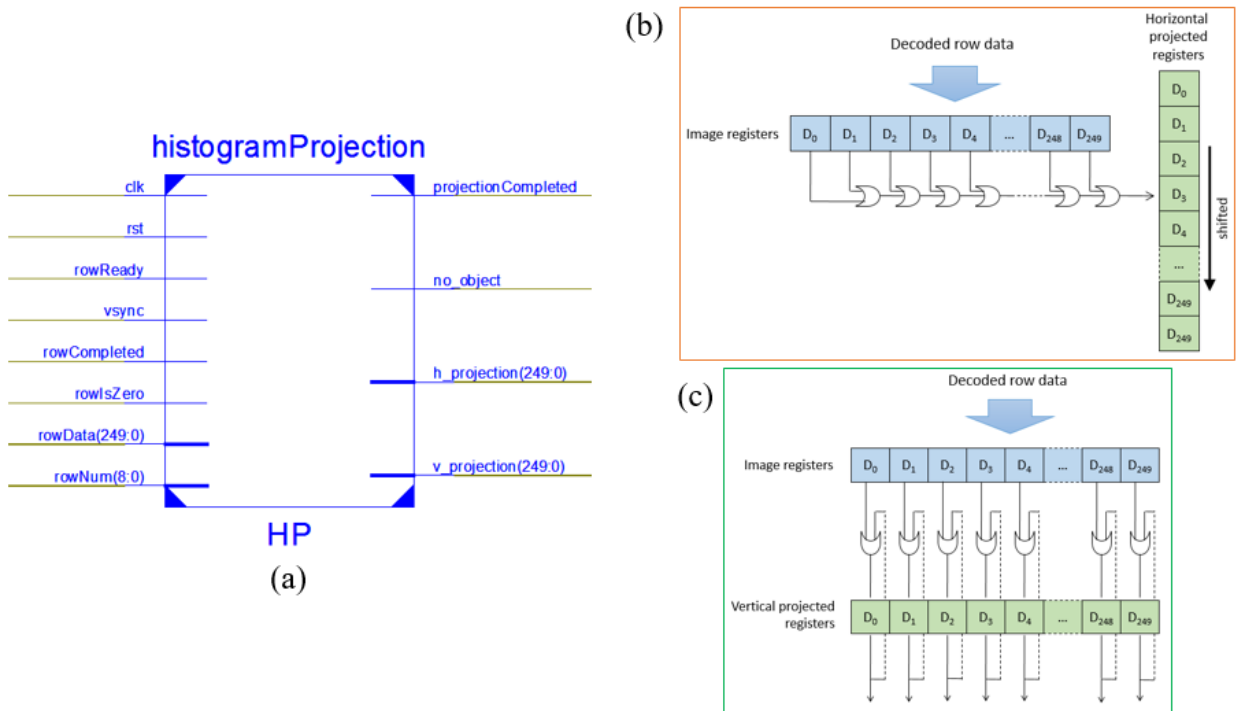 histogramProjection
clk
rst
rowReady
vsync
rowCompleted
rowIsZero
rowData(249:0)
rowNum(8:0)
projectionCompleted
no_object
h_projection(249:0)
v_projection(249:0)
HP
(a)
(b)
Decoded row data
Horizontal
projected
registers
Image registers
D0 D1 D2 D3 D4 ... D248 D249
D0
D1
D2
D3
D4
...
D249
D249
shifted
(c)
Decoded row data
Image registers
D0 D1 D2 D3 D4 ... D248 D249
Vertical projected
registers
D0 D1 D2 D3 D4 ... D248 D249